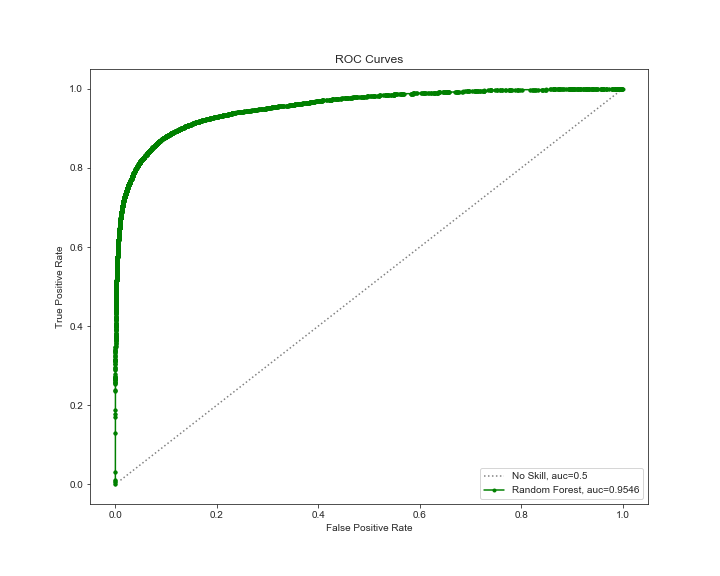 ROC Curves
True Positive Rate
1.0
0.8
0.6
0.4
0.2
0.0
0.0 0.2 0.4 0.6 0.8 1.0
False Positive Rate
No Skill, auc=0.5
Random Forest, auc=0.9546